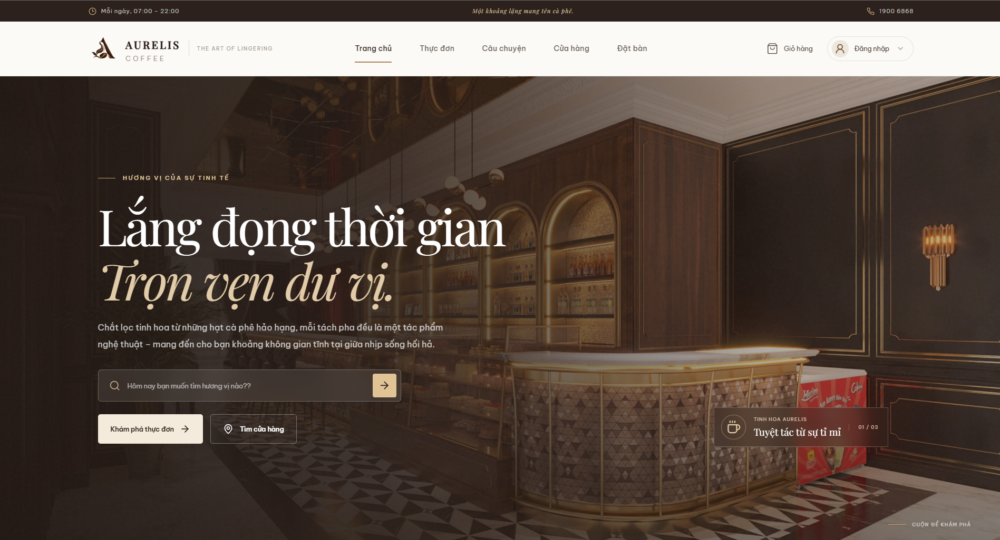 Mỗi ngày, 07:00 – 22:00
Một khoảng lặng mang tên cà phê.
1900 6868
AURELIS
COFFEE
THE ART OF LINGERING
Trang chủ
Thực đơn
Câu chuyện
Cửa hàng
Đặt bàn
Giỏ hàng
Đăng nhập
HƯƠNG VỊ CỦA SỰ TINH TẾ
Lắng đọng thời gian
Trọn vẹn dư vị.
Chắt lọc tinh hoa từ những hạt cà phê hảo hạng, mỗi tách pha đều là một tác phẩm
nghệ thuật – mang đến cho bạn khoảng không gian tĩnh tại giữa nhịp sống hối hả.
Hôm nay bạn muốn tìm hương vị nào??
Khám phá thực đơn
Tìm cửa hàng
Merino
Celano
TINH HOA AURELIS
Tuyệt tác từ sự tỉ mỉ
01 / 03
CUỘN ĐỂ KHÁM PHÁ